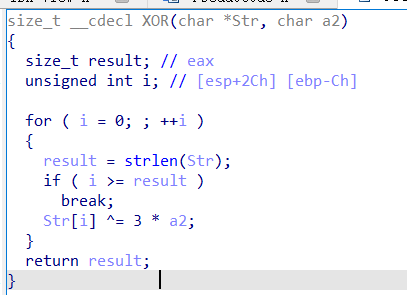 size_t __cdecl XOR(char *Str, char a2)
{
  size_t result; // eax
  unsigned int i; // [esp+2Ch] [ebp-Ch]

  for ( i = 0; ; ++i )
  {
    result = strlen(Str);
    if ( i >= result )
      break;
    Str[i] ^= 3 * a2;
  }
  return result;
}